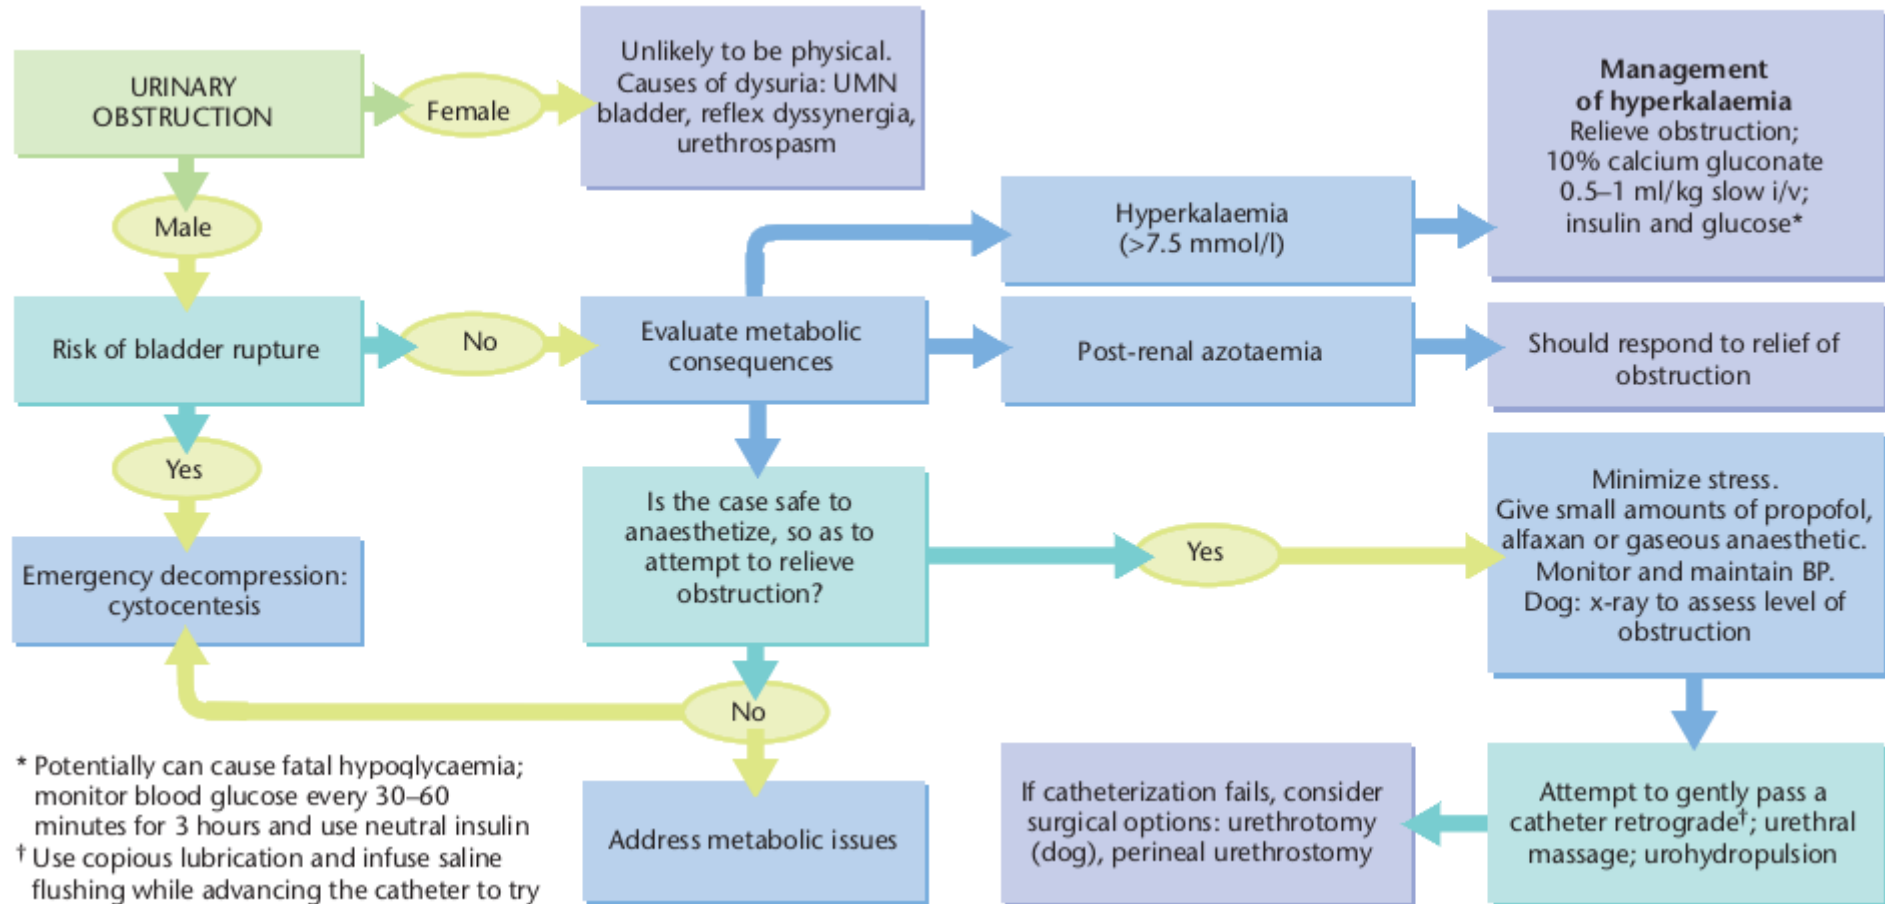 URINARY
OBSTRUCTION
Female
Unlikely to be physical.
Causes of dysuria: UMN
bladder, reflex dyssynergia,
urethrospasm
Male
Risk of bladder rupture
No
Evaluate metabolic
consequences
Hyperkalaemia
(>7.5 mmol/l)
Management
of hyperkalaemia
Relieve obstruction;
10% calcium gluconate
0.5–1 ml/kg slow i/v;
insulin and glucose*
Post-renal azotaemia
Should respond to relief of
obstruction
Yes
Emergency decompression:
cystocentesis
Is the case safe to
anaesthetize, so as to
attempt to relieve
obstruction?
Yes
Minimize stress.
Give small amounts of propofol,
alfaxan or gaseous anaesthetic.
Monitor and maintain BP.
Dog: x-ray to assess level of
obstruction
No
Address metabolic issues
Attempt to gently pass a
catheter retrograde†; urethral
massage; urohydropulsion
If catheterization fails, consider
surgical options: urethrotomy
(dog), perineal urethrostomy
* Potentially can cause fatal hypoglycaemia;
monitor blood glucose every 30–60
minutes for 3 hours and use neutral insulin
† Use copious lubrication and infuse saline
flushing while advancing the catheter to try